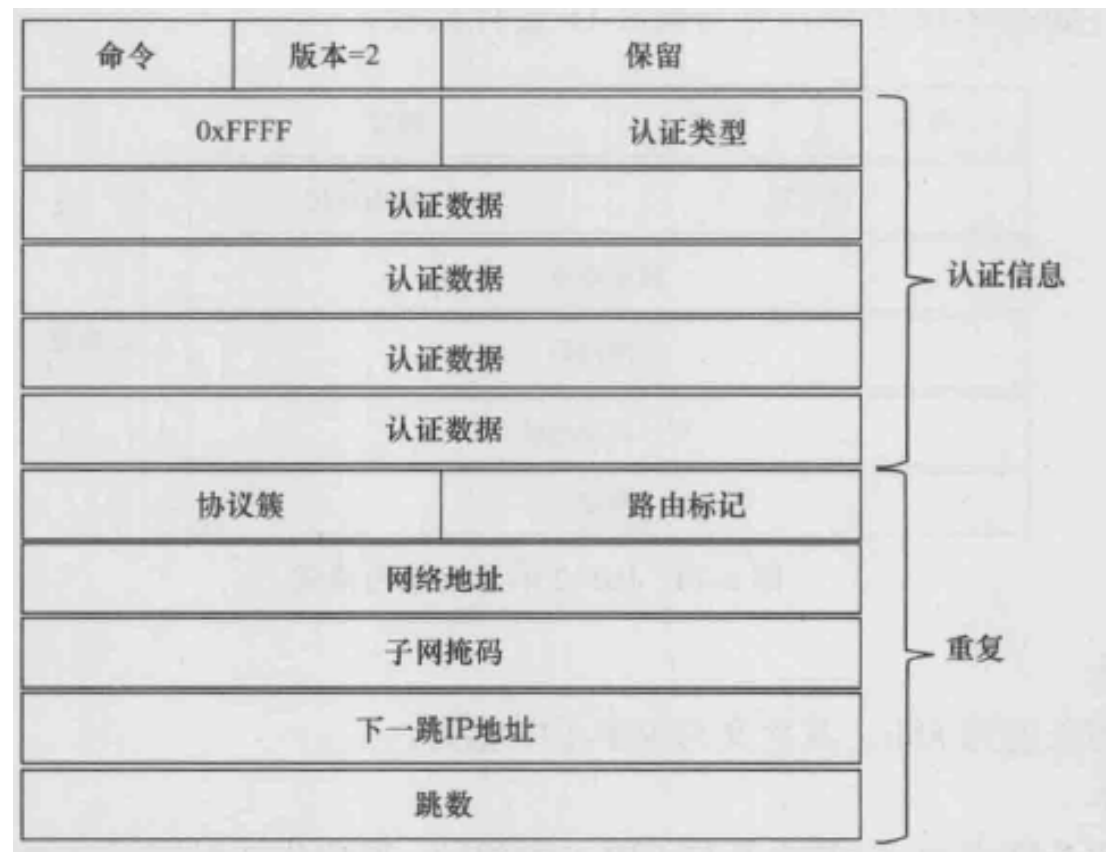 命令 版本=2 保留
0xFFFF 认证类型
认证数据
认证数据
认证信息
认证数据
认证数据
协议簇 路由标记
网络地址
子网掩码
重复
下一跳IP地址
跳数